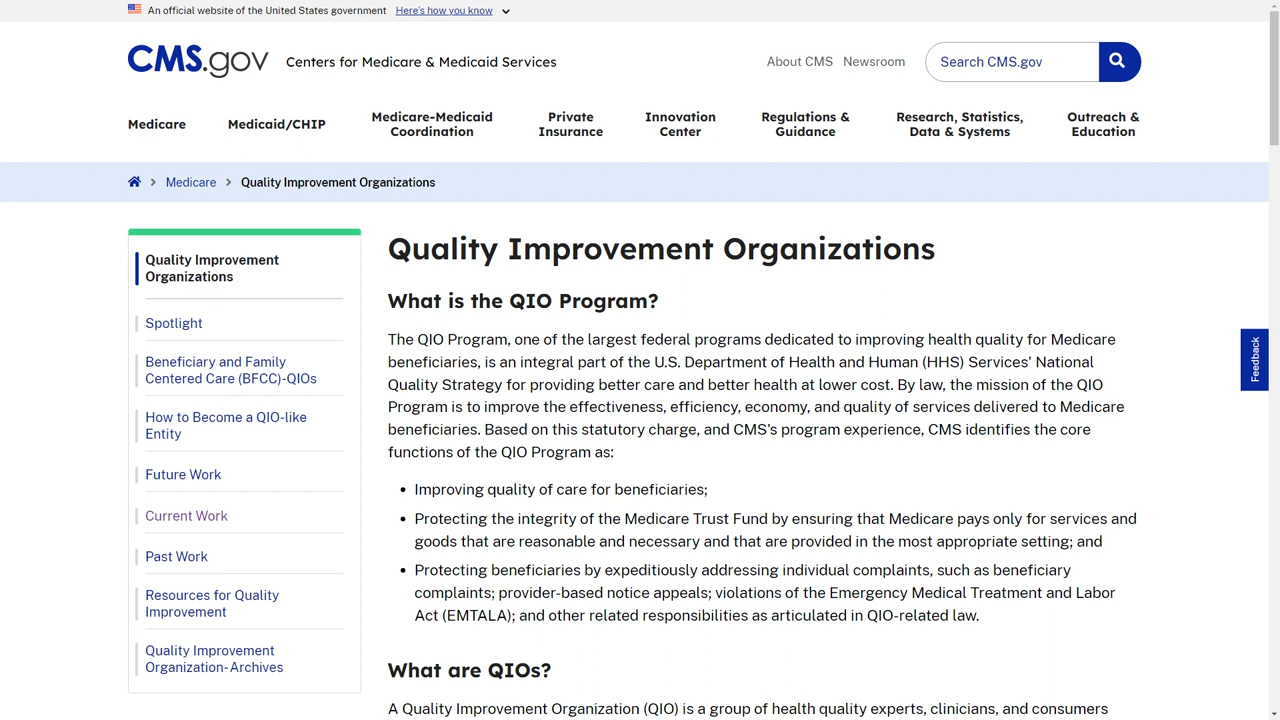 An official website of the United States government Here's how you know
CMS.gov Centers for Medicare & Medicaid Services
About CMS Newsroom Search CMS.gov
Medicare
Medicaid/CHIP
Medicare-Medicaid
Coordination
Private
Insurance
Innovation
Center
Regulations &
Guidance
Research, Statistics,
Data & Systems
Outreach &
Education
Medicare Quality Improvement Organizations
Quality Improvement
Organizations
Spotlight
Beneficiary and Family
Centered Care (BFCC)-QIOs
How to Become a QIO-like
Entity
Future Work
Current Work
Past Work
Resources for Quality
Improvement
Quality Improvement
Organization- Archives
Quality Improvement Organizations
What is the QIO Program?
The QIO Program, one of the largest federal programs dedicated to improving health quality for Medicare
beneficiaries, is an integral part of the U.S. Department of Health and Human (HHS) Services' National
Quality Strategy for providing better care and better health at lower cost. By law, the mission of the QIO
Program is to improve the effectiveness, efficiency, economy, and quality of services delivered to Medicare
beneficiaries. Based on this statutory charge, and CMS's program experience, CMS identifies the core
functions of the QIO Program as:
• Improving quality of care for beneficiaries;
• Protecting the integrity of the Medicare Trust Fund by ensuring that Medicare pays only for services and
goods that are reasonable and necessary and that are provided in the most appropriate setting; and
• Protecting beneficiaries by expeditiously addressing individual complaints, such as beneficiary
complaints; provider-based notice appeals; violations of the Emergency Medical Treatment and Labor
Act (EMTALA); and other related responsibilities as articulated in QIO-related law.
What are QIOs?
A Quality Improvement Organization (QIO) is a group of health quality experts, clinicians, and consumers
Feedback